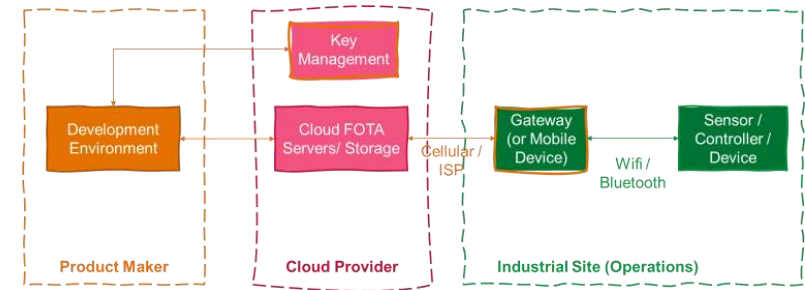 Key
Management
Development
Environment
Cloud FOTA
Servers/ Storage
Cellular /
ISP
Gateway
(or Mobile
Device)
Wifi /
Bluetooth
Sensor /
Controller /
Device
Product Maker
Cloud Provider
Industrial Site (Operations)